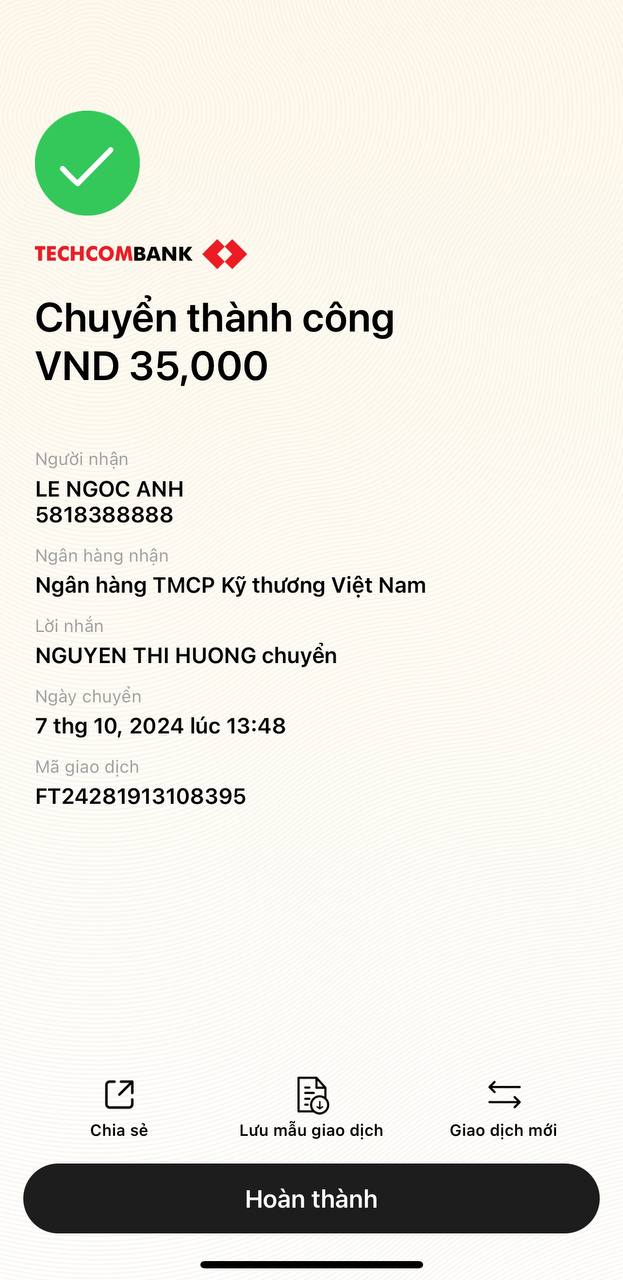 TECHCOMBANK
Chuyển thành công
VND 35,000
Người nhận
LE NGOC ANH
5818388888
Ngân hàng nhận
Ngân hàng TMCP Kỹ thương Việt Nam
Lời nhắn
NGUYEN THI HUONG chuyển
Ngày chuyển
7 thg 10, 2024 lúc 13:48
Mã giao dịch
FT24281913108395
Chia sẻ
Lưu mẫu giao dịch
Giao dịch mới
Hoàn thành